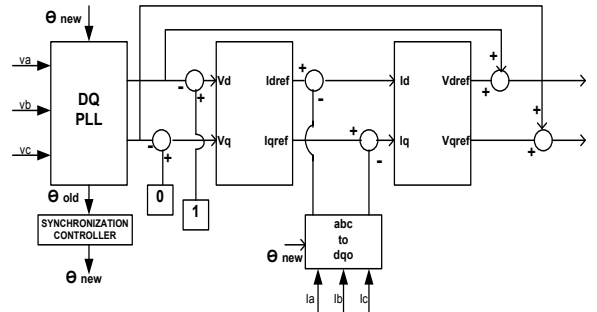 ɵ new
va
vb
vc
DQ
PLL
-
+
-
+
0
1
Vd
Vq
Idref
Iqref
+
-
+
-
Id
Iq
Vdref
Vqref
+
+
+
+
ɵ old
SYNCHRONIZATION
CONTROLLER
ɵ new
abc
to
dqo
ɵ new
Ia
Ib
Ic